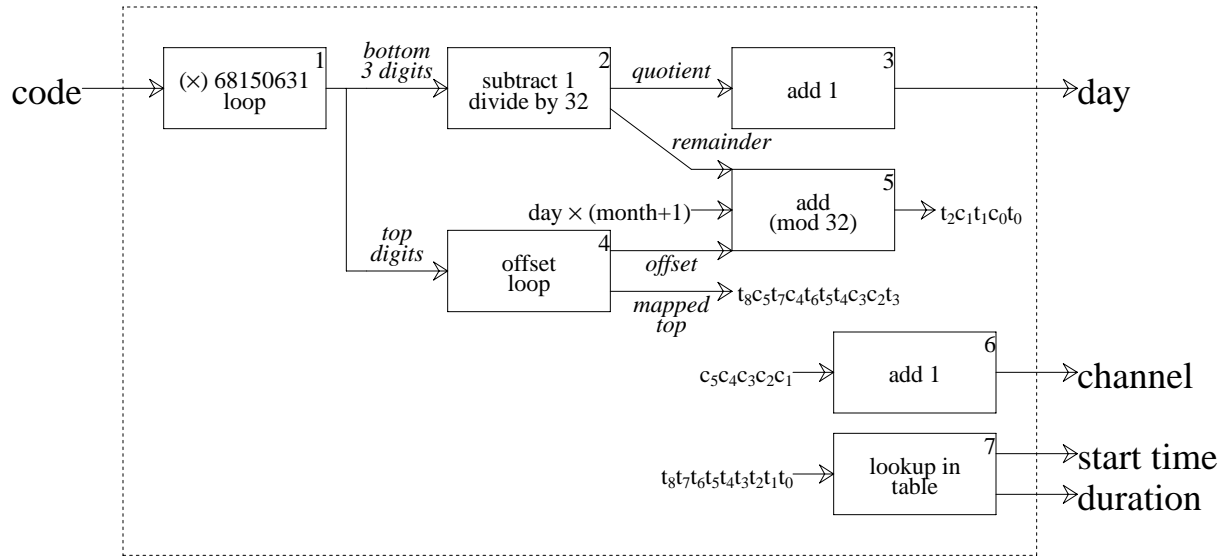 code
1
(×) 68150631
loop
bottom
3 digits
2
subtract 1
divide by 32
quotient
3
add 1
day
remainder
day × (month+1)
5
add
(mod 32)
t₂c₁t₁c₀t₀
top
digits
4
offset
loop
offset
mapped
top
t₈c₅t₇c₄t₆t₅t₄c₃c₂t₃
c₅c₄c₃c₂c₁
6
add 1
channel
t₈t₇t₆t₅t₄t₃t₂t₁t₀
7
lookup in
table
start time
duration